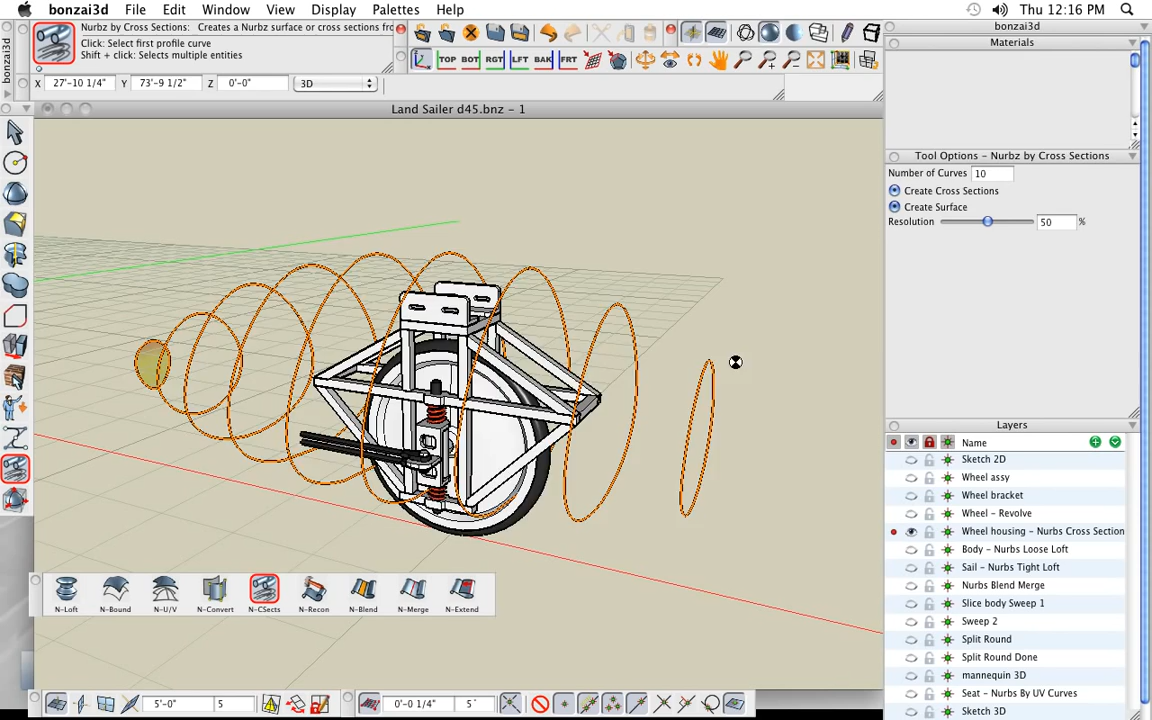 bonzai3d File Edit Window View Display Palettes Help Thu 12:16 PM
Nurbz by Cross Sections: Creates a Nurbz surface or cross sections fro
Click: Select first profile curve
Shift + click: Selects multiple entities
bonzai3d
TOP BOT RGT LFT BAK FRT
X 27'-10 1/4" Y 73'-9 1/2" Z 0'-0" 3D
Land Sailer d45.bnz - 1
bonzai3d
Materials
Tool Options - Nurbz by Cross Sections
Number of Curves 10
Create Cross Sections
Create Surface
Resolution 50 %
Layers
Name
Sketch 2D
Wheel assy
Wheel bracket
Wheel - Revolve
Wheel housing - Nurbs Cross Section
Body - Nurbs Loose Loft
Sail - Nurbs Tight Loft
Nurbs Blend Merge
Slice body Sweep 1
Sweep 2
Split Round
Split Round Done
mannequin 3D
Seat - Nurbs By UV Curves
Sketch 3D
N-Loft N-Bound N-U/V N-Convert N-CSects N-Recon N-Blend N-Merge N-Extend
5'-0" 5 0'-0 1/4" 5°